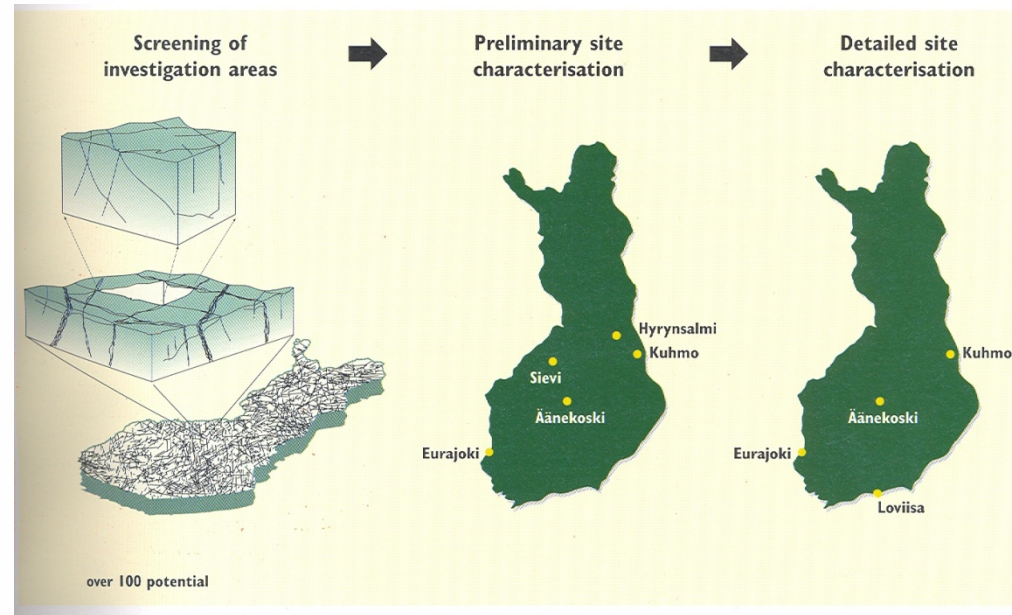 Screening of
investigation areas
Preliminary site
characterisation
Detailed site
characterisation
Hyrynsalmi
Kuhmo
Sievi
Äänekoski
Eurajoki
Kuhmo
Äänekoski
Eurajoki
Loviisa
over 100 potential